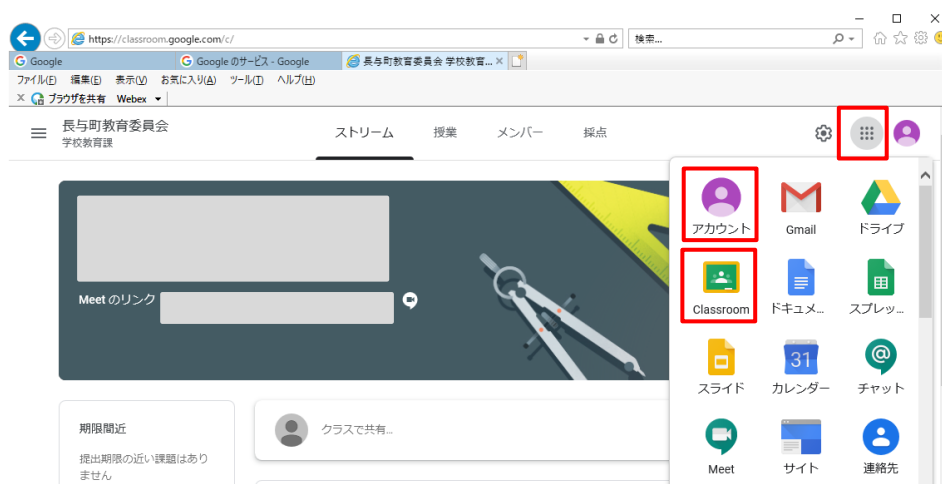 https://classroom.google.com/c/
検索...
Google
Google のサービス - Google
長与町教育委員会 学校教育...
ファイル(F) 編集(E) 表示(V) お気に入り(A) ツール(T) ヘルプ(H)
ブラウザを共有 Webex
長与町教育委員会
学校教育課
ストリーム 授業 メンバー 採点
アカウント Gmail ドライブ
Meet のリンク
Classroom ドキュメ... スプレッ...
31
スライド カレンダー チャット
期限間近
クラスで共有...
提出期限の近い課題はあり
ません
Meet サイト 連絡先